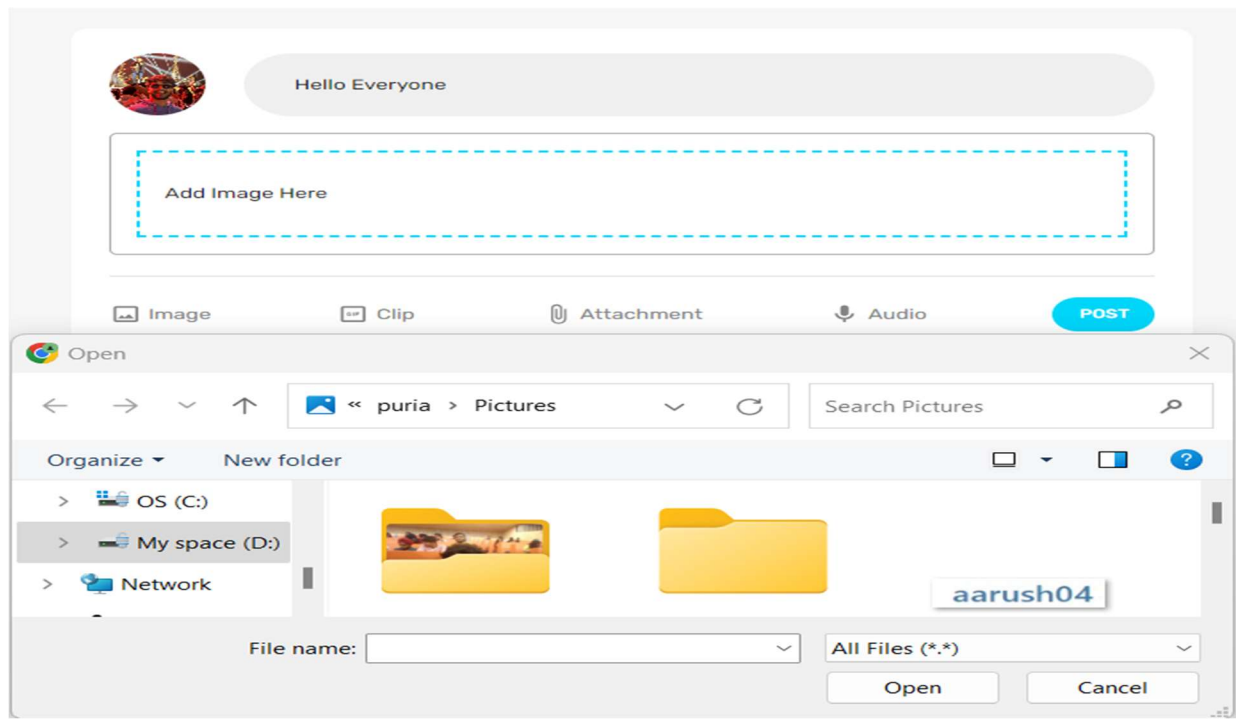 Hello Everyone
Add Image Here
Image GIF Clip Attachment Audio POST
Open
« puria > Pictures Search Pictures
Organize New folder ?
> OS (C:)
> My space (D:)
> Network
aarush04
File name: All Files (*.*)
Open Cancel